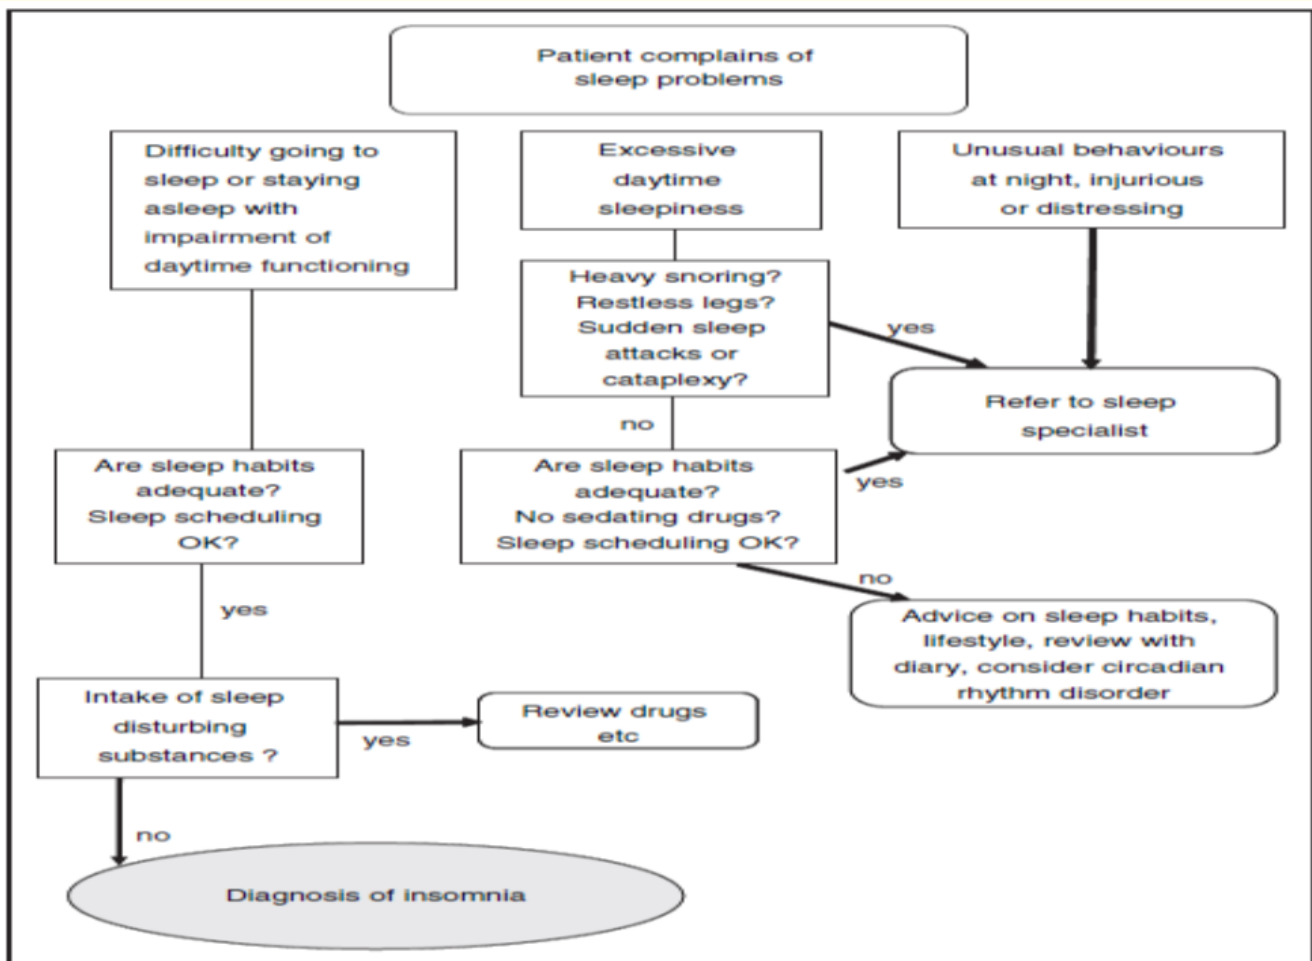 Patient complains of
sleep problems
Difficulty going to
sleep or staying
asleep with
impairment of
daytime functioning
Excessive
daytime
sleepiness
Unusual behaviours
at night, injurious
or distressing
Heavy snoring?
Restless legs?
Sudden sleep
attacks or
cataplexy?
yes
Refer to sleep
specialist
no
Are sleep habits
adequate?
Sleep scheduling
OK?
Are sleep habits
adequate?
No sedating drugs?
Sleep scheduling OK?
yes
no
yes
Advice on sleep habits,
lifestyle, review with
diary, consider circadian
rhythm disorder
Intake of sleep
disturbing
substances ?
yes
Review drugs
etc
no
Diagnosis of insomnia